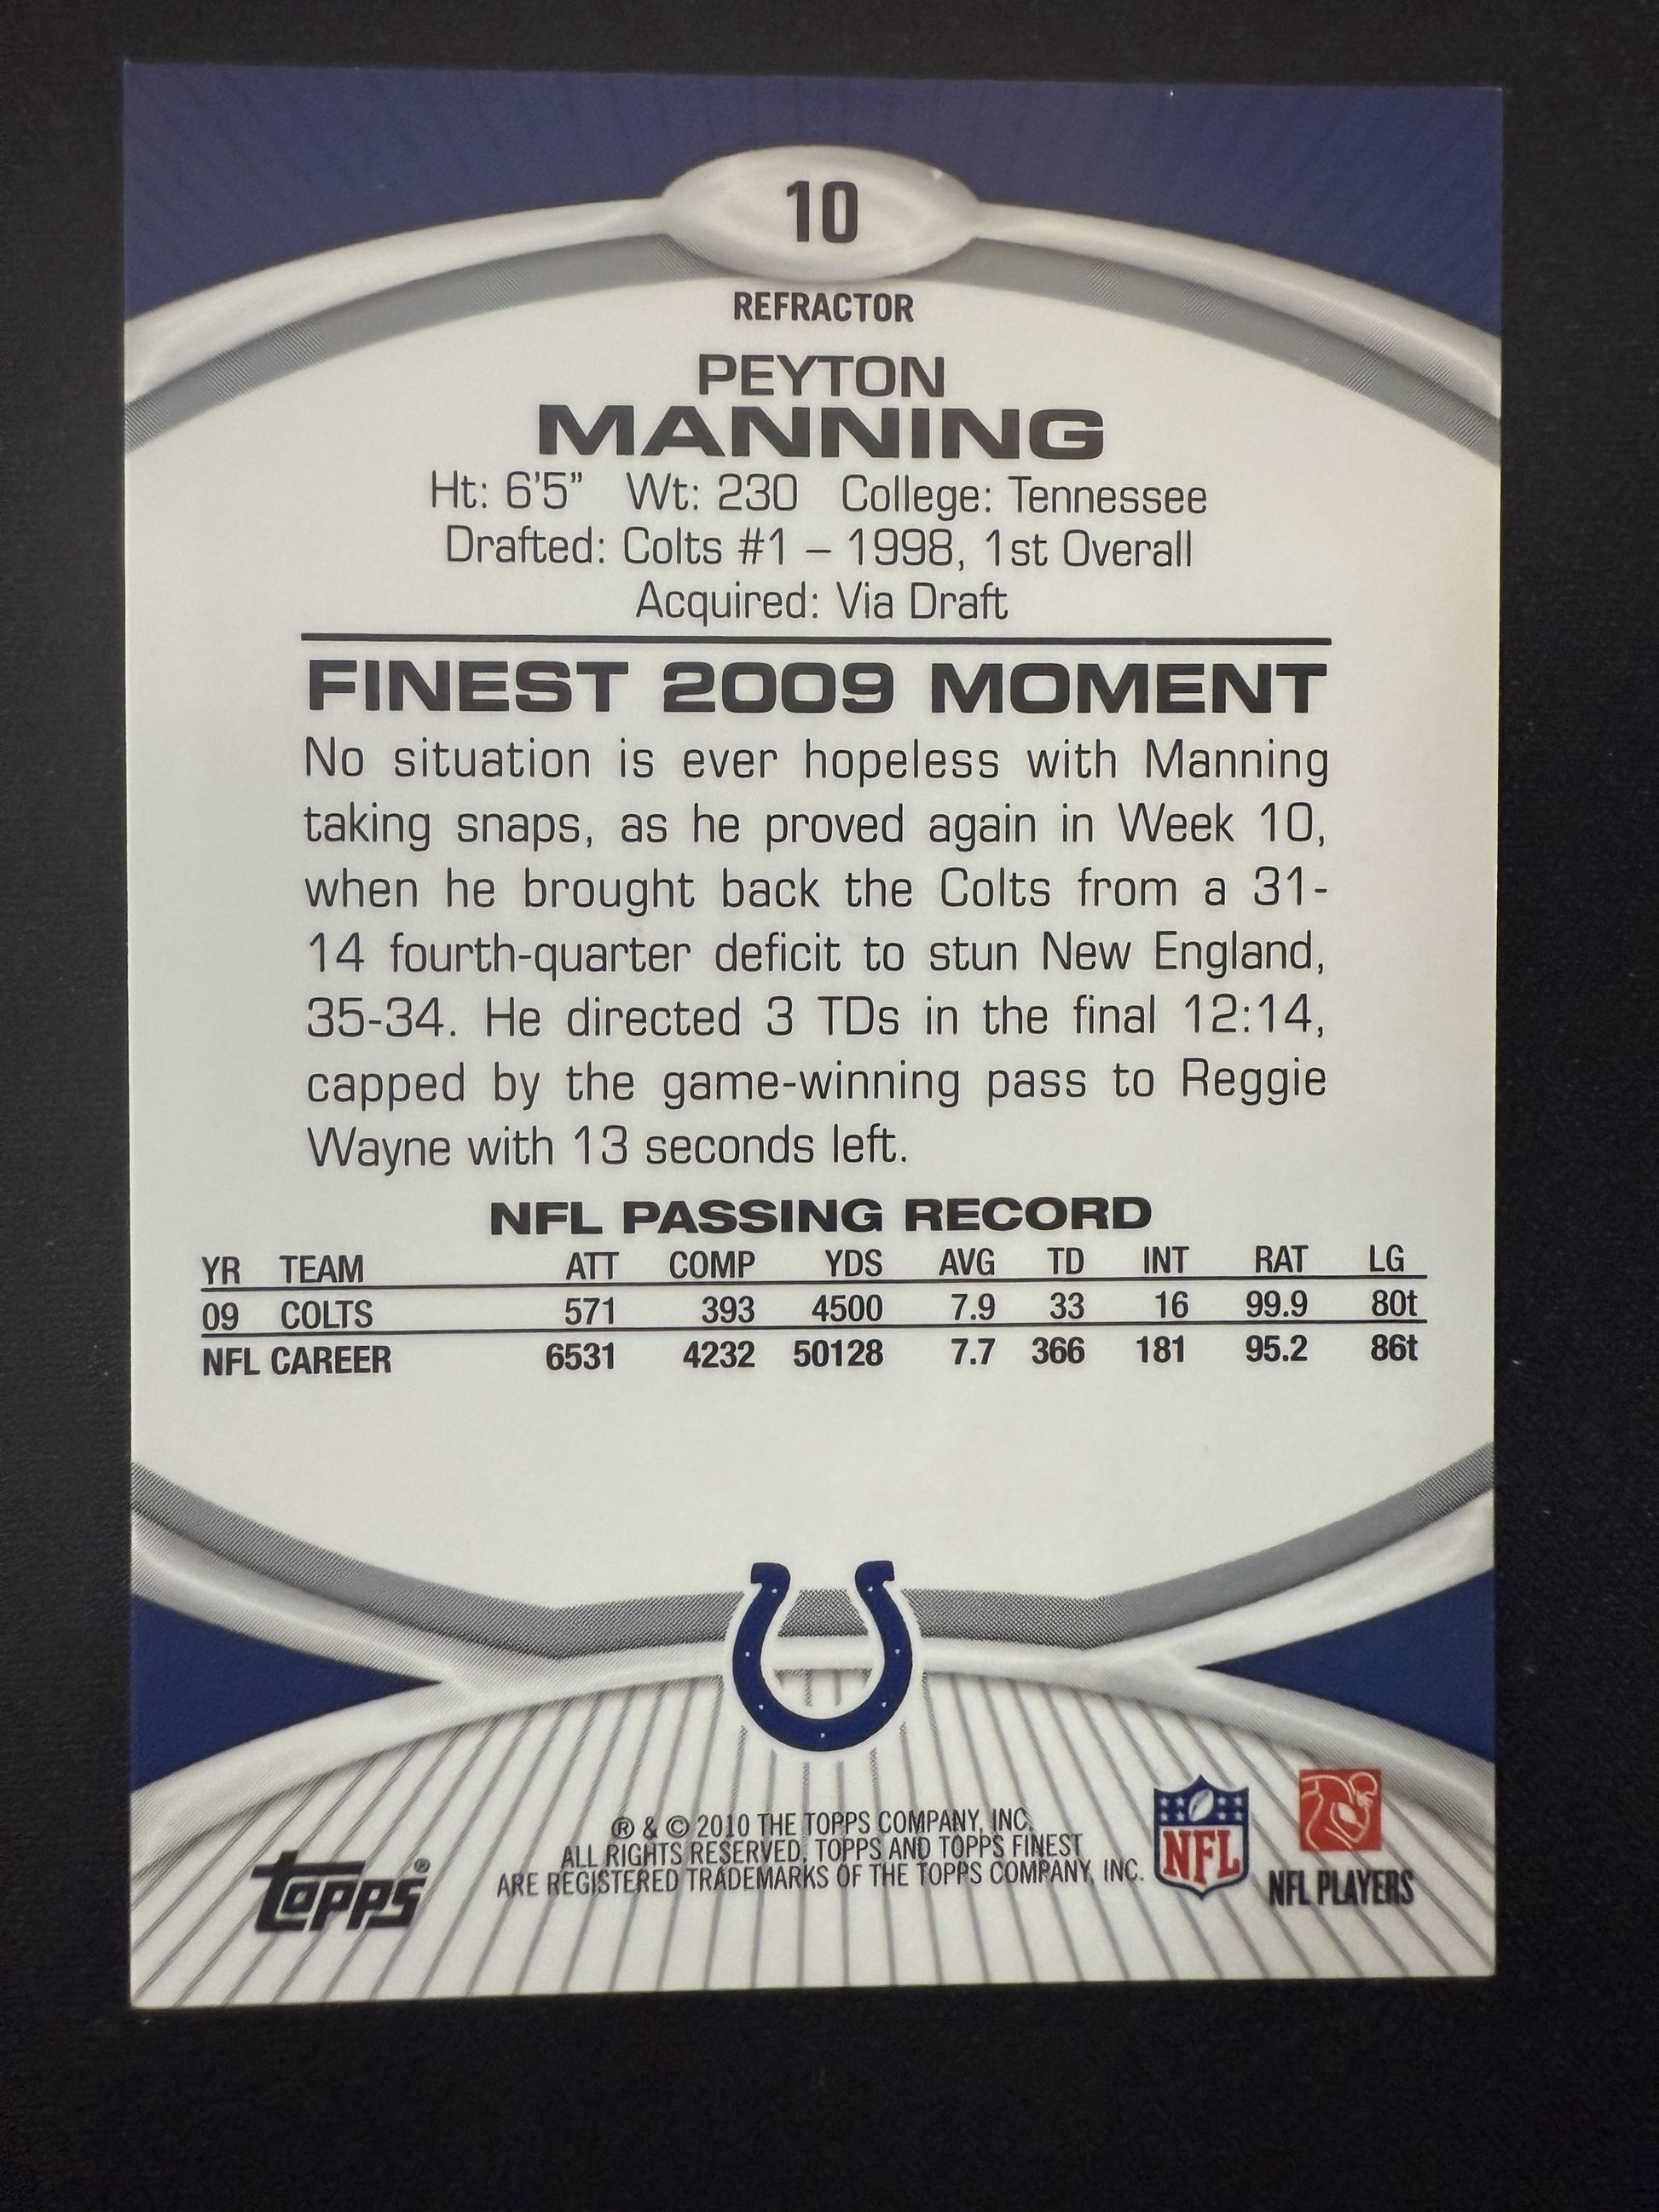 10
REFRACTOR
PEYTON
MANNING
Ht: 6'5" Wt: 230 College: Tennessee
Drafted: Colts #1 – 1998, 1st Overall
Acquired: Via Draft
FINEST 2009 MOMENT
No situation is ever hopeless with Manning
taking snaps, as he proved again in Week 10,
when he brought back the Colts from a 31-
14 fourth-quarter deficit to stun New England,
35-34. He directed 3 TDs in the final 12:14,
capped by the game-winning pass to Reggie
Wayne with 13 seconds left.
NFL PASSING RECORD
YR TEAM ATT COMP YDS AVG TD INT RAT LG
09 COLTS 571 393 4500 7.9 33 16 99.9 80t
NFL CAREER 6531 4232 50128 7.7 366 181 95.2 86t
® & © 2010 THE TOPPS COMPANY, INC.
ALL RIGHTS RESERVED. TOPPS AND TOPPS FINEST
ARE REGISTERED TRADEMARKS OF THE TOPPS COMPANY, INC.
Topps®
NFL
NFL PLAYERS